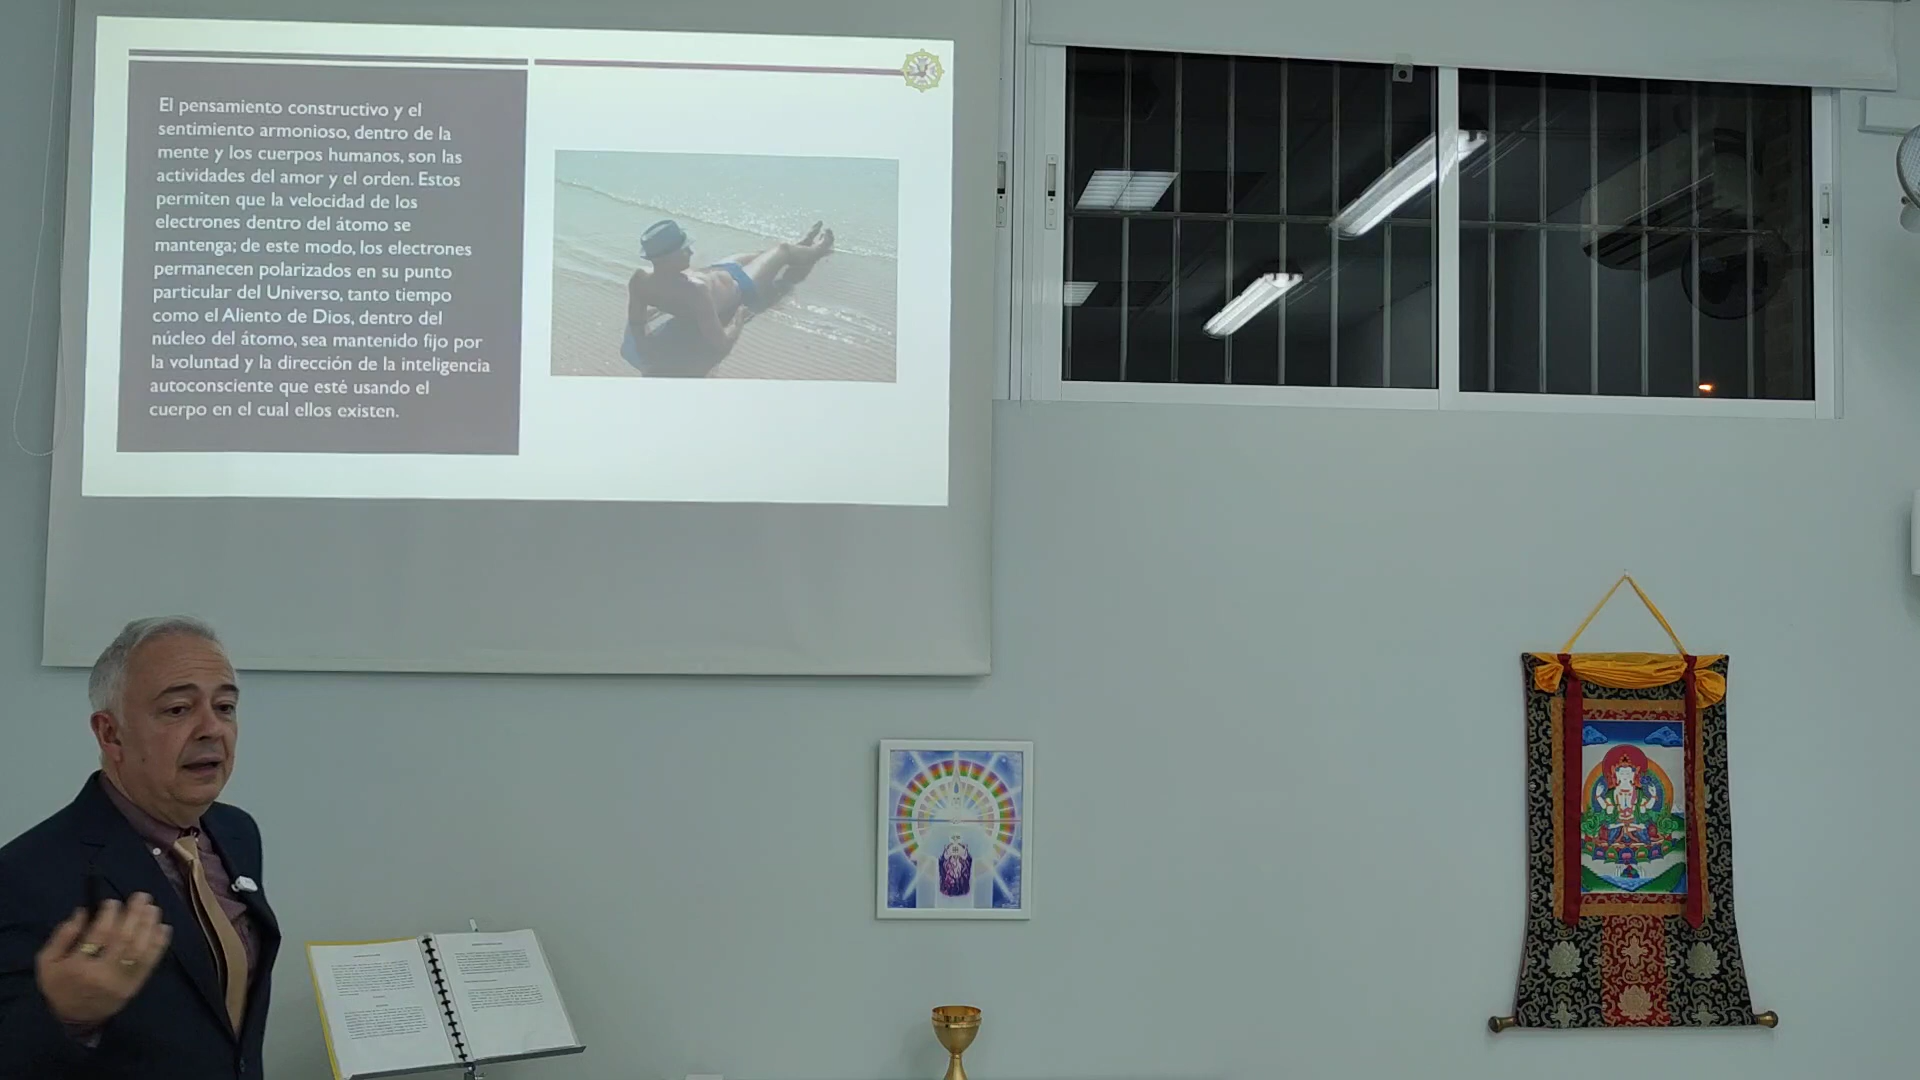 El pensamiento constructivo y el
sentimiento armonioso, dentro de la
mente y los cuerpos humanos, son las
actividades del amor y el orden. Estos
permiten que la velocidad de los
electrones dentro del átomo se
mantenga; de este modo, los electrones
permanecen polarizados en su punto
particular del Universo, tanto tiempo
como el Aliento de Dios, dentro del
núcleo del átomo, sea mantenido fijo por
la voluntad y la dirección de la inteligencia
autoconsciente que esté usando el
cuerpo en el cual ellos existen.